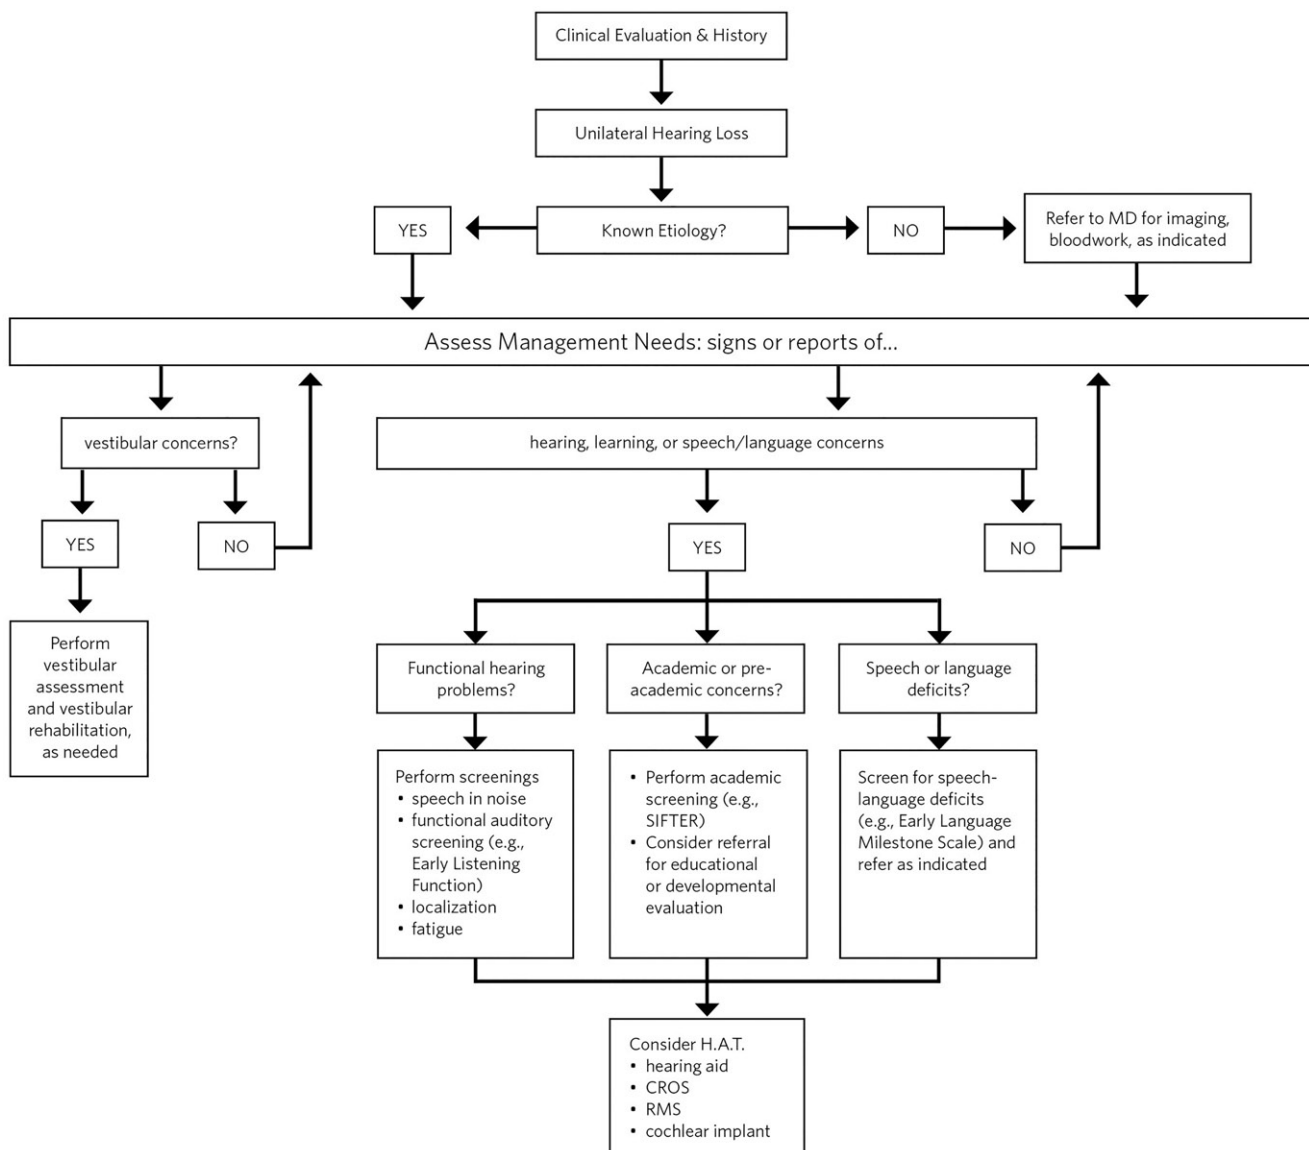 Clinical Evaluation & History
Unilateral Hearing Loss
YES
Known Etiology?
NO
Refer to MD for imaging,
bloodwork, as indicated
Assess Management Needs: signs or reports of...
vestibular concerns?
hearing, learning, or speech/language concerns
YES
NO
YES
NO
Perform
vestibular
assessment
and vestibular
rehabilitation,
as needed
Functional hearing
problems?
Academic or pre-
academic concerns?
Speech or language
deficits?
Perform screenings
• speech in noise
• functional auditory
screening (e.g.,
Early Listening
Function)
• localization
• fatigue
• Perform academic
screening (e.g.,
SIFTER)
• Consider referral
for educational
or developmental
evaluation
Screen for speech-
language deficits
(e.g., Early Language
Milestone Scale) and
refer as indicated
Consider H.A.T.
• hearing aid
• CROS
• RMS
• cochlear implant